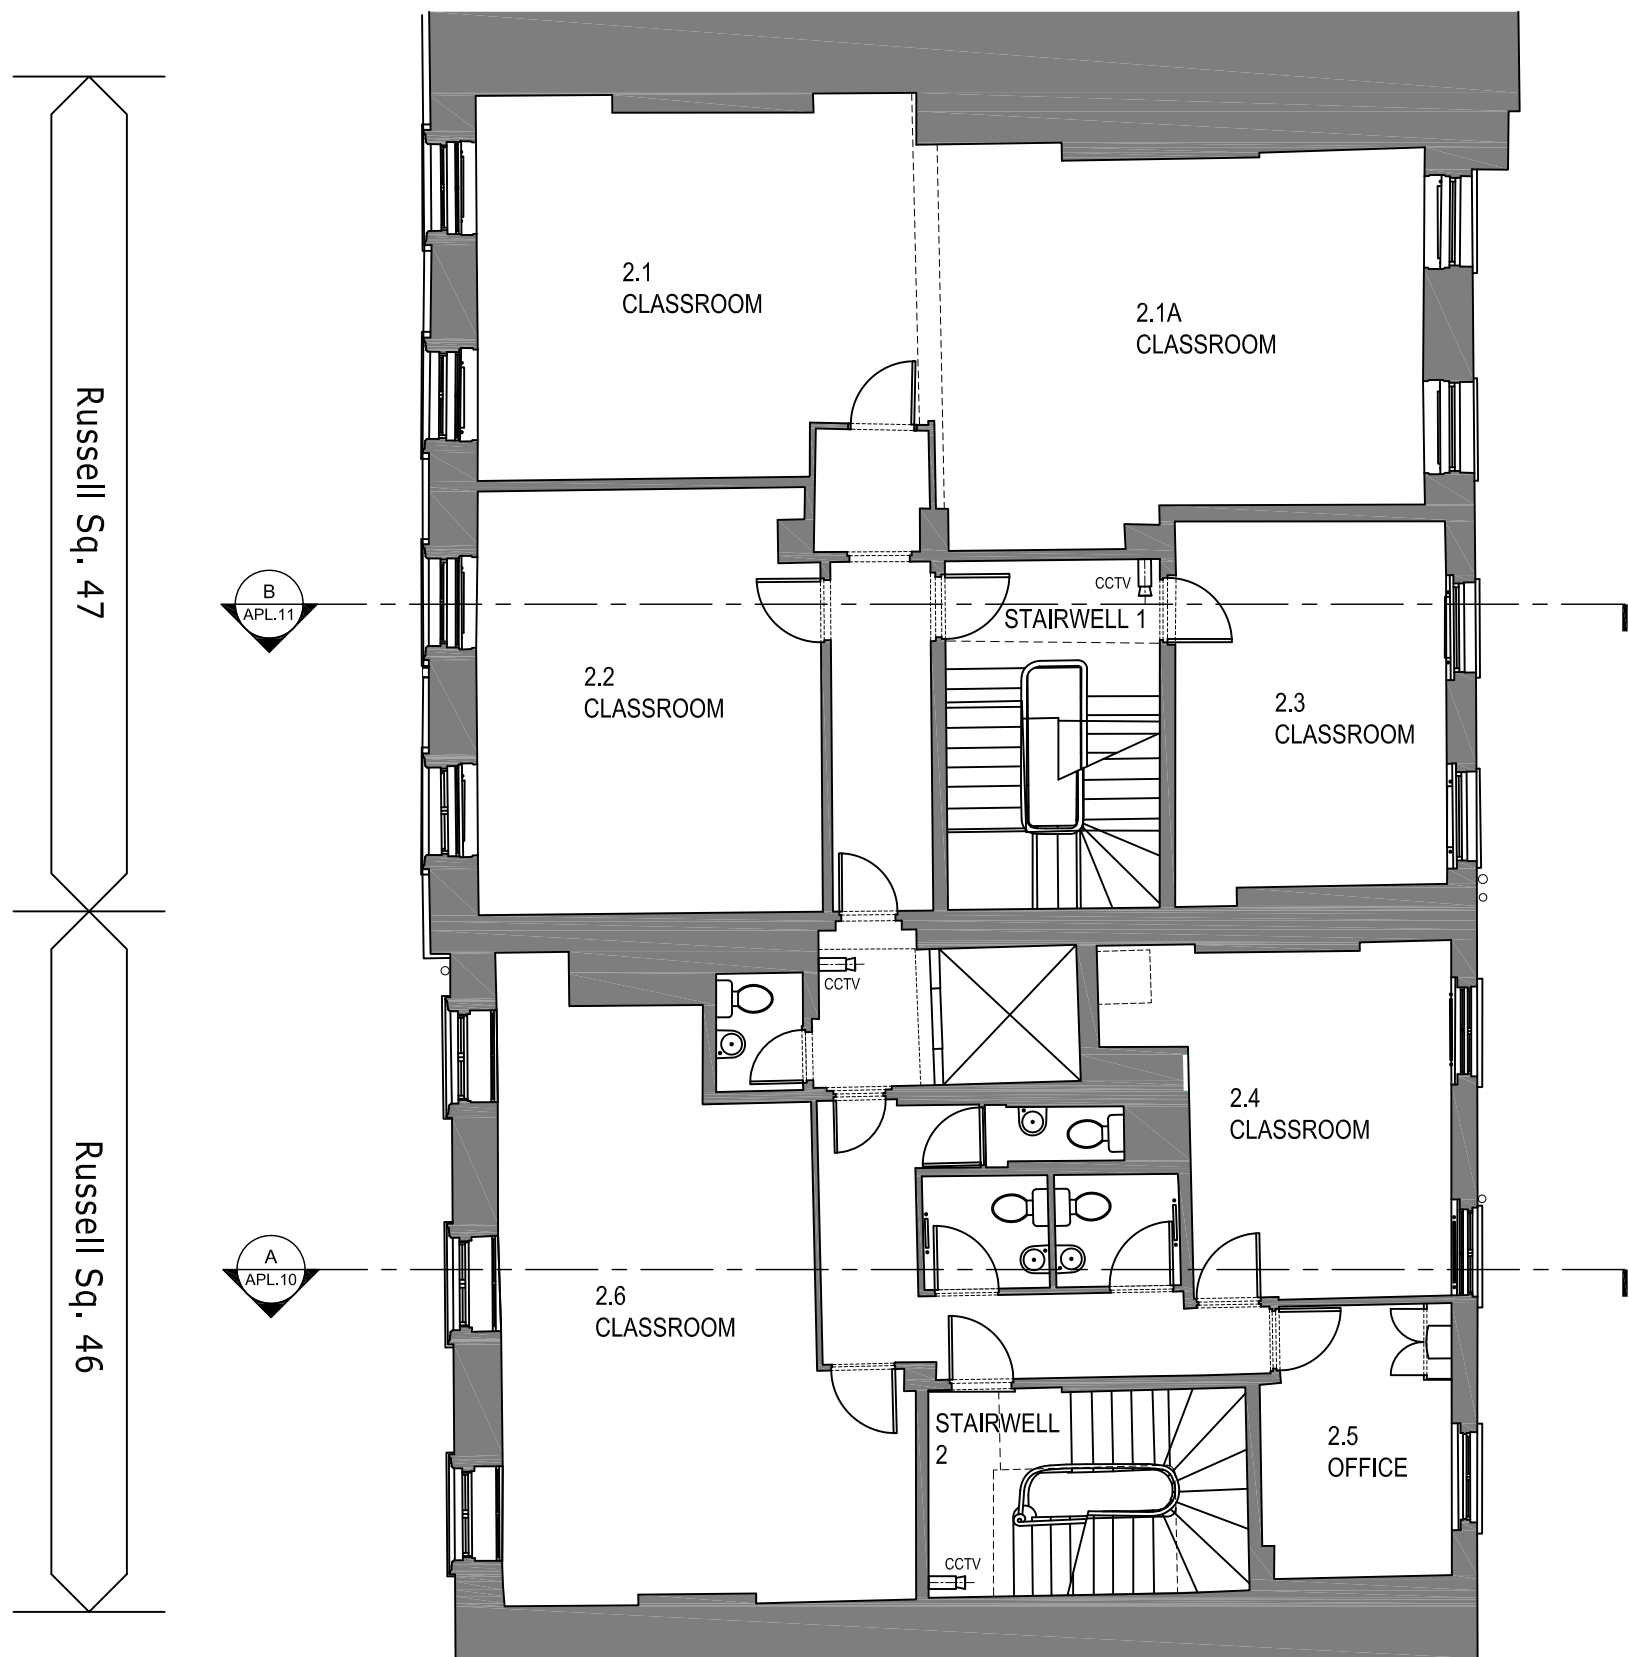 2.1
CLASSROOM
2.1A
CLASSROOM
Russell Sq. 47
B
APL.11
CCTV
STAIRWELL 1
2.2
CLASSROOM
2.3
CLASSROOM
CCTV
2.4
CLASSROOM
Russell Sq. 46
A
APL.10
2.6
CLASSROOM
STAIRWELL
2
2.5
OFFICE
CCTV